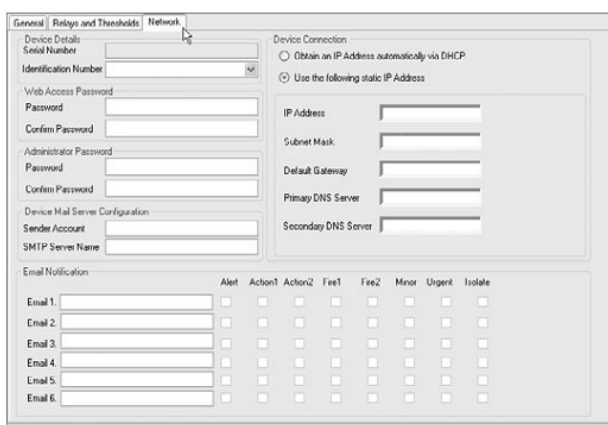 General Relays and Thresholds Network
Device Details
Serial Number
Identification Number
Web Access Password
Password
Confirm Password
Administrator Password
Password
Confirm Password
Device Mail Server Configuration
Sender Account
SMTP Server Name
Device Connection
Obtain an IP Address automatically via DHCP
Use the following static IP Address
IP Address
Subnet Mask
Default Gateway
Primary DNS Server
Secondary DNS Server
Email Notification
Alert Action1 Action2 Fire1 Fire2 Minor Urgent Isolate
Email 1.
Email 2.
Email 3.
Email 4.
Email 5.
Email 6.